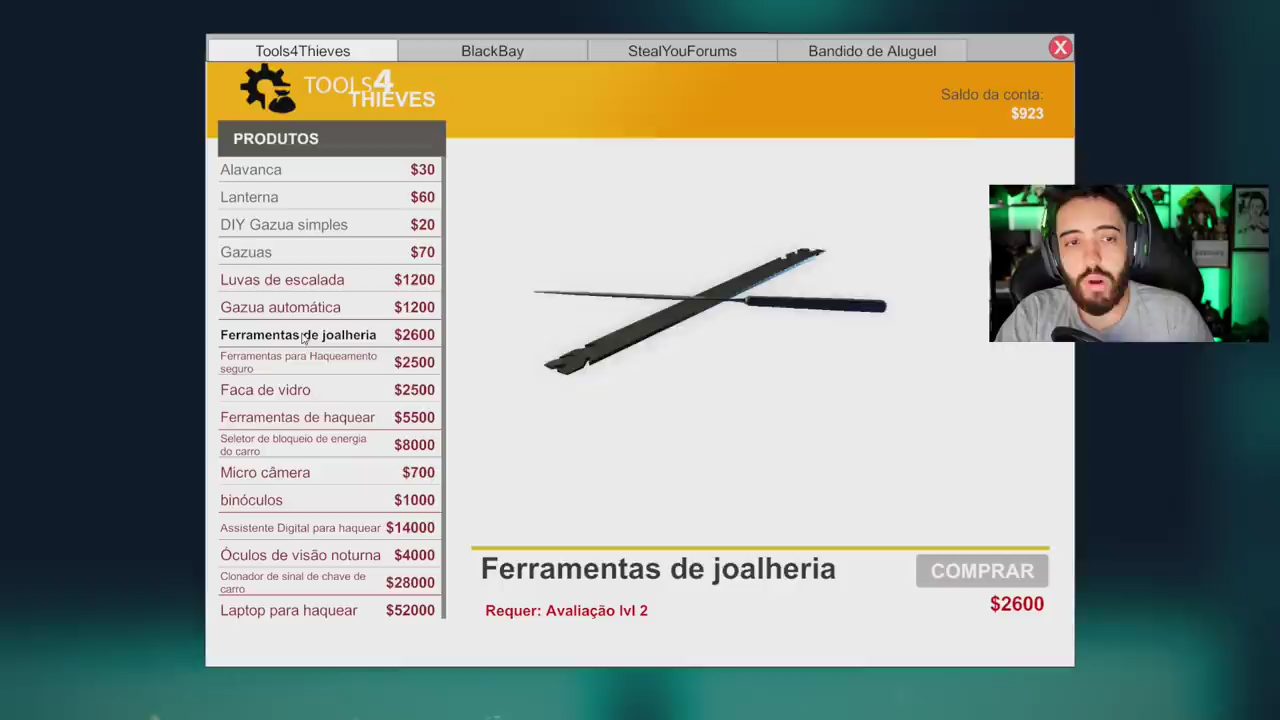 Tools4Thieves BlackBay StealYouForums Bandido de Aluguel X
TOOLS4
THIEVES
Saldo da conta:
$923
PRODUTOS
Alavanca $30
Lanterna $60
DIY Gazua simples $20
Gazuas $70
Luvas de escalada $1200
Gazua automática $1200
Ferramentas de joalheria $2600
Ferramentas para Haqueamento
seguro $2500
Faca de vidro $2500
Ferramentas de haquear $5500
Seletor de bloqueio de energia
do carro $8000
Micro câmera $700
binóculos $1000
Assistente Digital para haquear $14000
Óculos de visão noturna $4000
Clonador de sinal de chave de
carro $28000
Laptop para haquear $52000
Ferramentas de joalheria
COMPRAR
$2600
Requer: Avaliação lvl 2